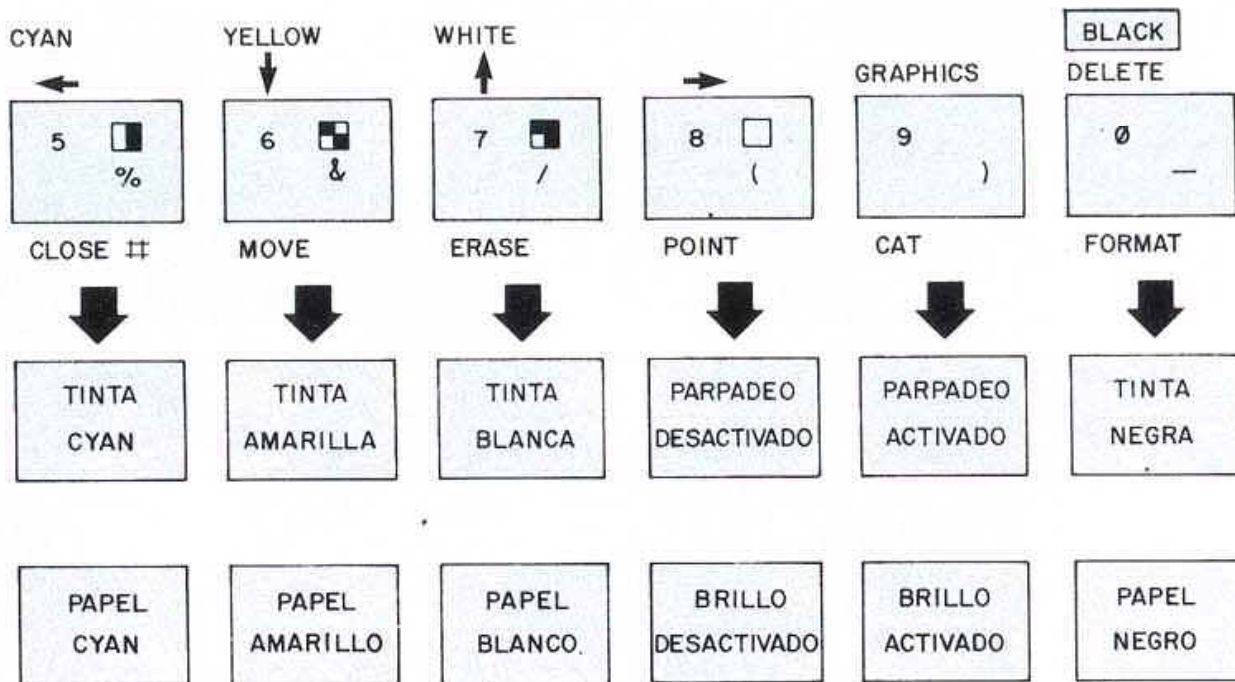 CYAN YELLOW WHITE BLACK
GRAPHICS DELETE
5 6 7 8 9 Ø
% & / ( ) —
CLOSE # MOVE ERASE POINT CAT FORMAT
TINTA TINTA TINTA PARPADEO PARPADEO TINTA
CYAN AMARILLA BLANCA DESACTIVADO ACTIVADO NEGRA
PAPEL PAPEL PAPEL BRILLO BRILLO PAPEL
CYAN AMARILLO BLANCO. DESACTIVADO ACTIVADO NEGRO